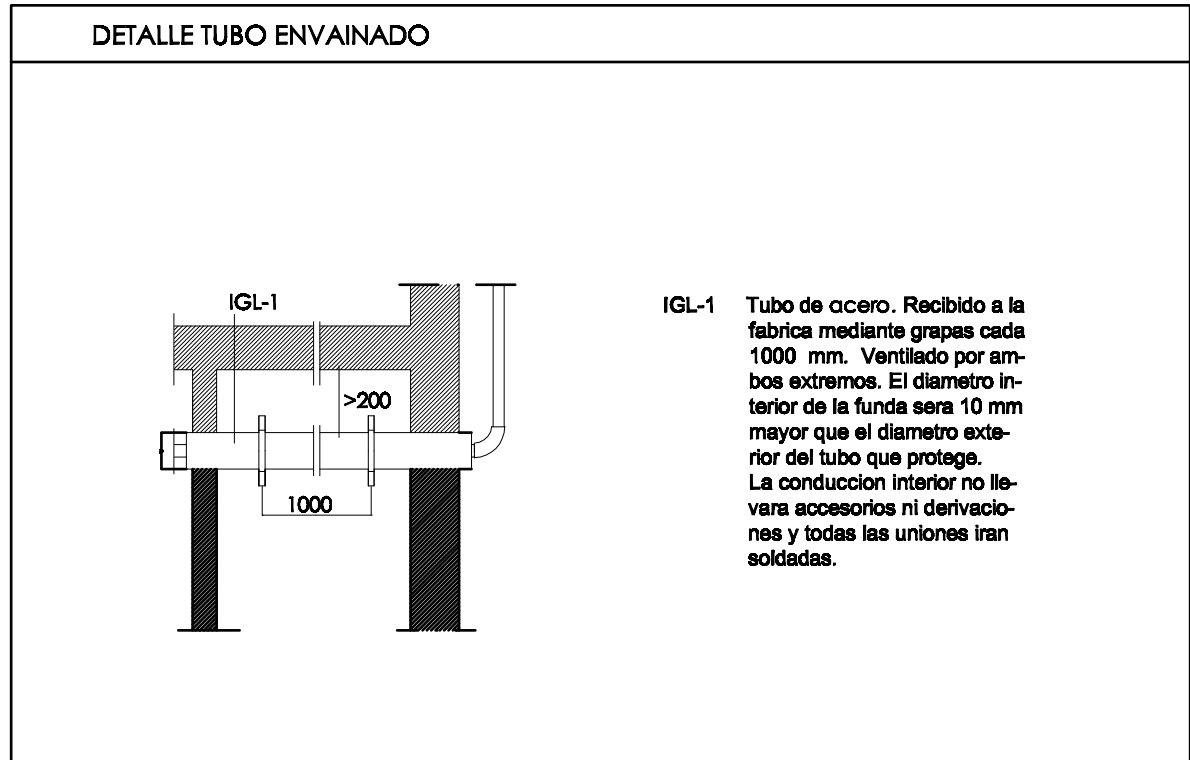 DETALLE TUBO ENVAINADO
IGL-1
>200
1000
IGL-1 Tubo de acero. Recibido a la
fabrica mediante grapas cada
1000 mm. Ventilado por am-
bos extremos. El diametro in-
terior de la funda sera 10 mm
mayor que el diametro exte-
rior del tubo que protege.
La conduccion interior no lle-
vara accesorios ni derivacio-
nes y todas las uniones iran
soldadas.